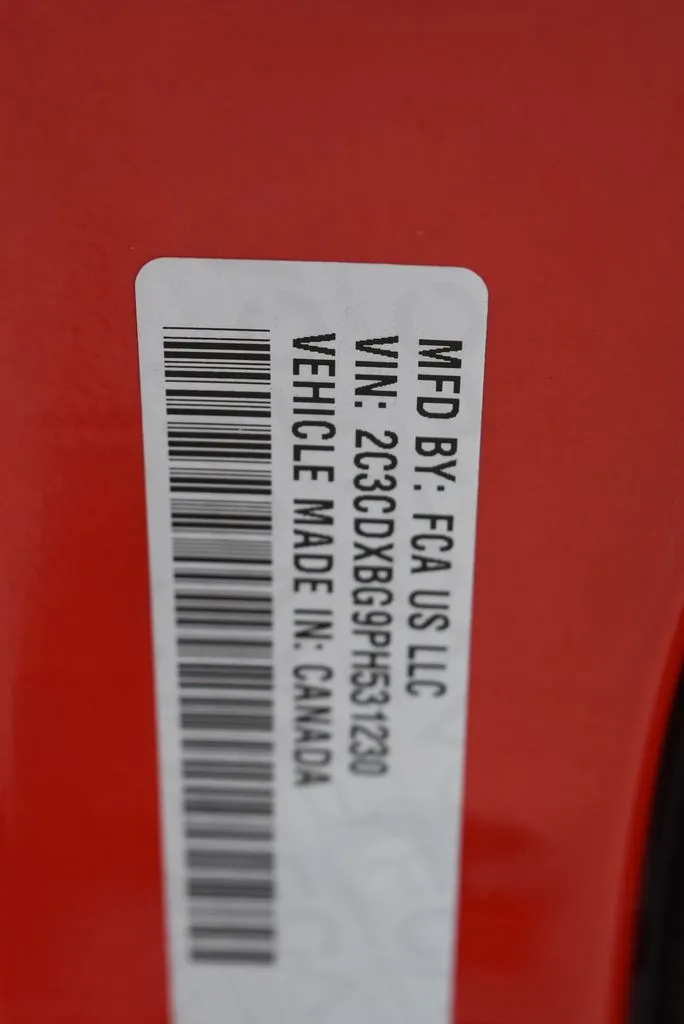 MFD BY: FCA US LLC
VIN: 2C3CDXBG9PH531230
VEHICLE MADE IN: CANADA